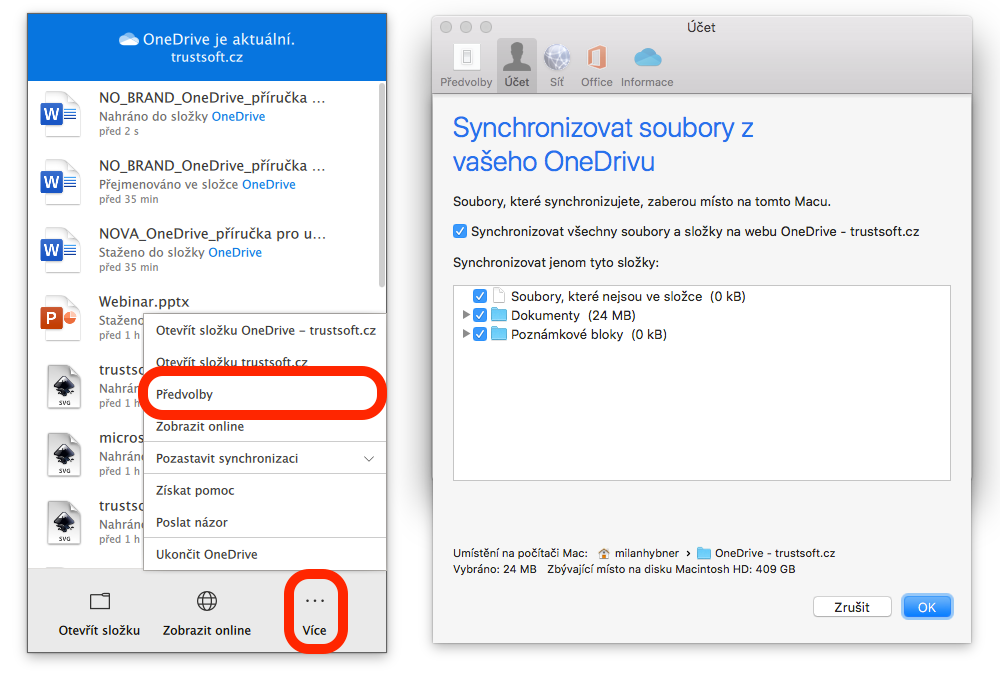 OneDrive je aktuální.
trustsoft.cz
NO_BRAND_OneDrive_příručka ...
Nahráno do složky OneDrive
před 2 s
NO_BRAND_OneDrive_příručka ...
Přejmenováno ve složce OneDrive
před 35 min
NOVA_OneDrive_příručka pro u...
Staženo do složky OneDrive
před 35 min
Webinar.pptx
Staženo
před 1 h
trustso
Nahrán
před 1 h
micros
Nahrán
před 1 h
trustso
Nahrán
před 1 h
W
W
W
P
SVG
SVG
SVG
Otevřít složku OneDrive – trustsoft.cz
Otevřít složku trustsoft.cz
Předvolby
Zobrazit online
Pozastavit synchronizaci
Získat pomoc
Poslat názor
Ukončit OneDrive
Otevřít složku
Zobrazit online
Více
Účet
Předvolby Účet Síť Office Informace
Synchronizovat soubory z
vašeho OneDrivu
Soubory, které synchronizujete, zaberou místo na tomto Macu.
Synchronizovat všechny soubory a složky na webu OneDrive - trustsoft.cz
Synchronizovat jenom tyto složky:
Soubory, které nejsou ve složce (0 kB)
Dokumenty (24 MB)
Poznámkové bloky (0 kB)
Umístění na počítači Mac: milanhybner › OneDrive - trustsoft.cz
Vybráno: 24 MB Zbývající místo na disku Macintosh HD: 409 GB
Zrušit OK